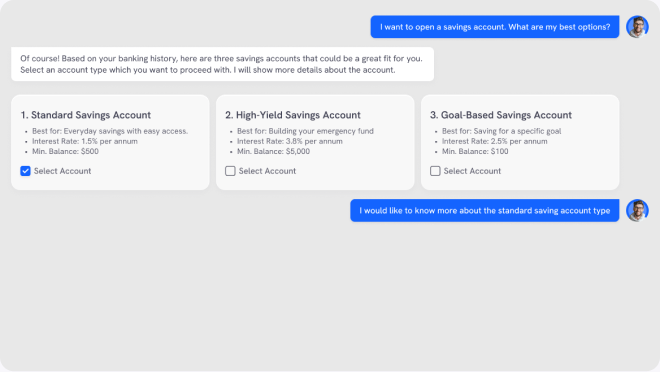 I want to open a savings account. What are my best options?
Of course! Based on your banking history, here are three savings accounts that could be a great fit for you.
Select an account type which you want to proceed with. I will show more details about the account.
1. Standard Savings Account
• Best for: Everyday savings with easy access.
• Interest Rate: 1.5% per annum
• Min. Balance: $500
Select Account
2. High-Yield Savings Account
• Best for: Building your emergency fund
• Interest Rate: 3.8% per annum
• Min. Balance: $5,000
Select Account
3. Goal-Based Savings Account
• Best for: Saving for a specific goal
• Interest Rate: 2.5% per annum
• Min. Balance: $100
Select Account
I would like to know more about the standard saving account type